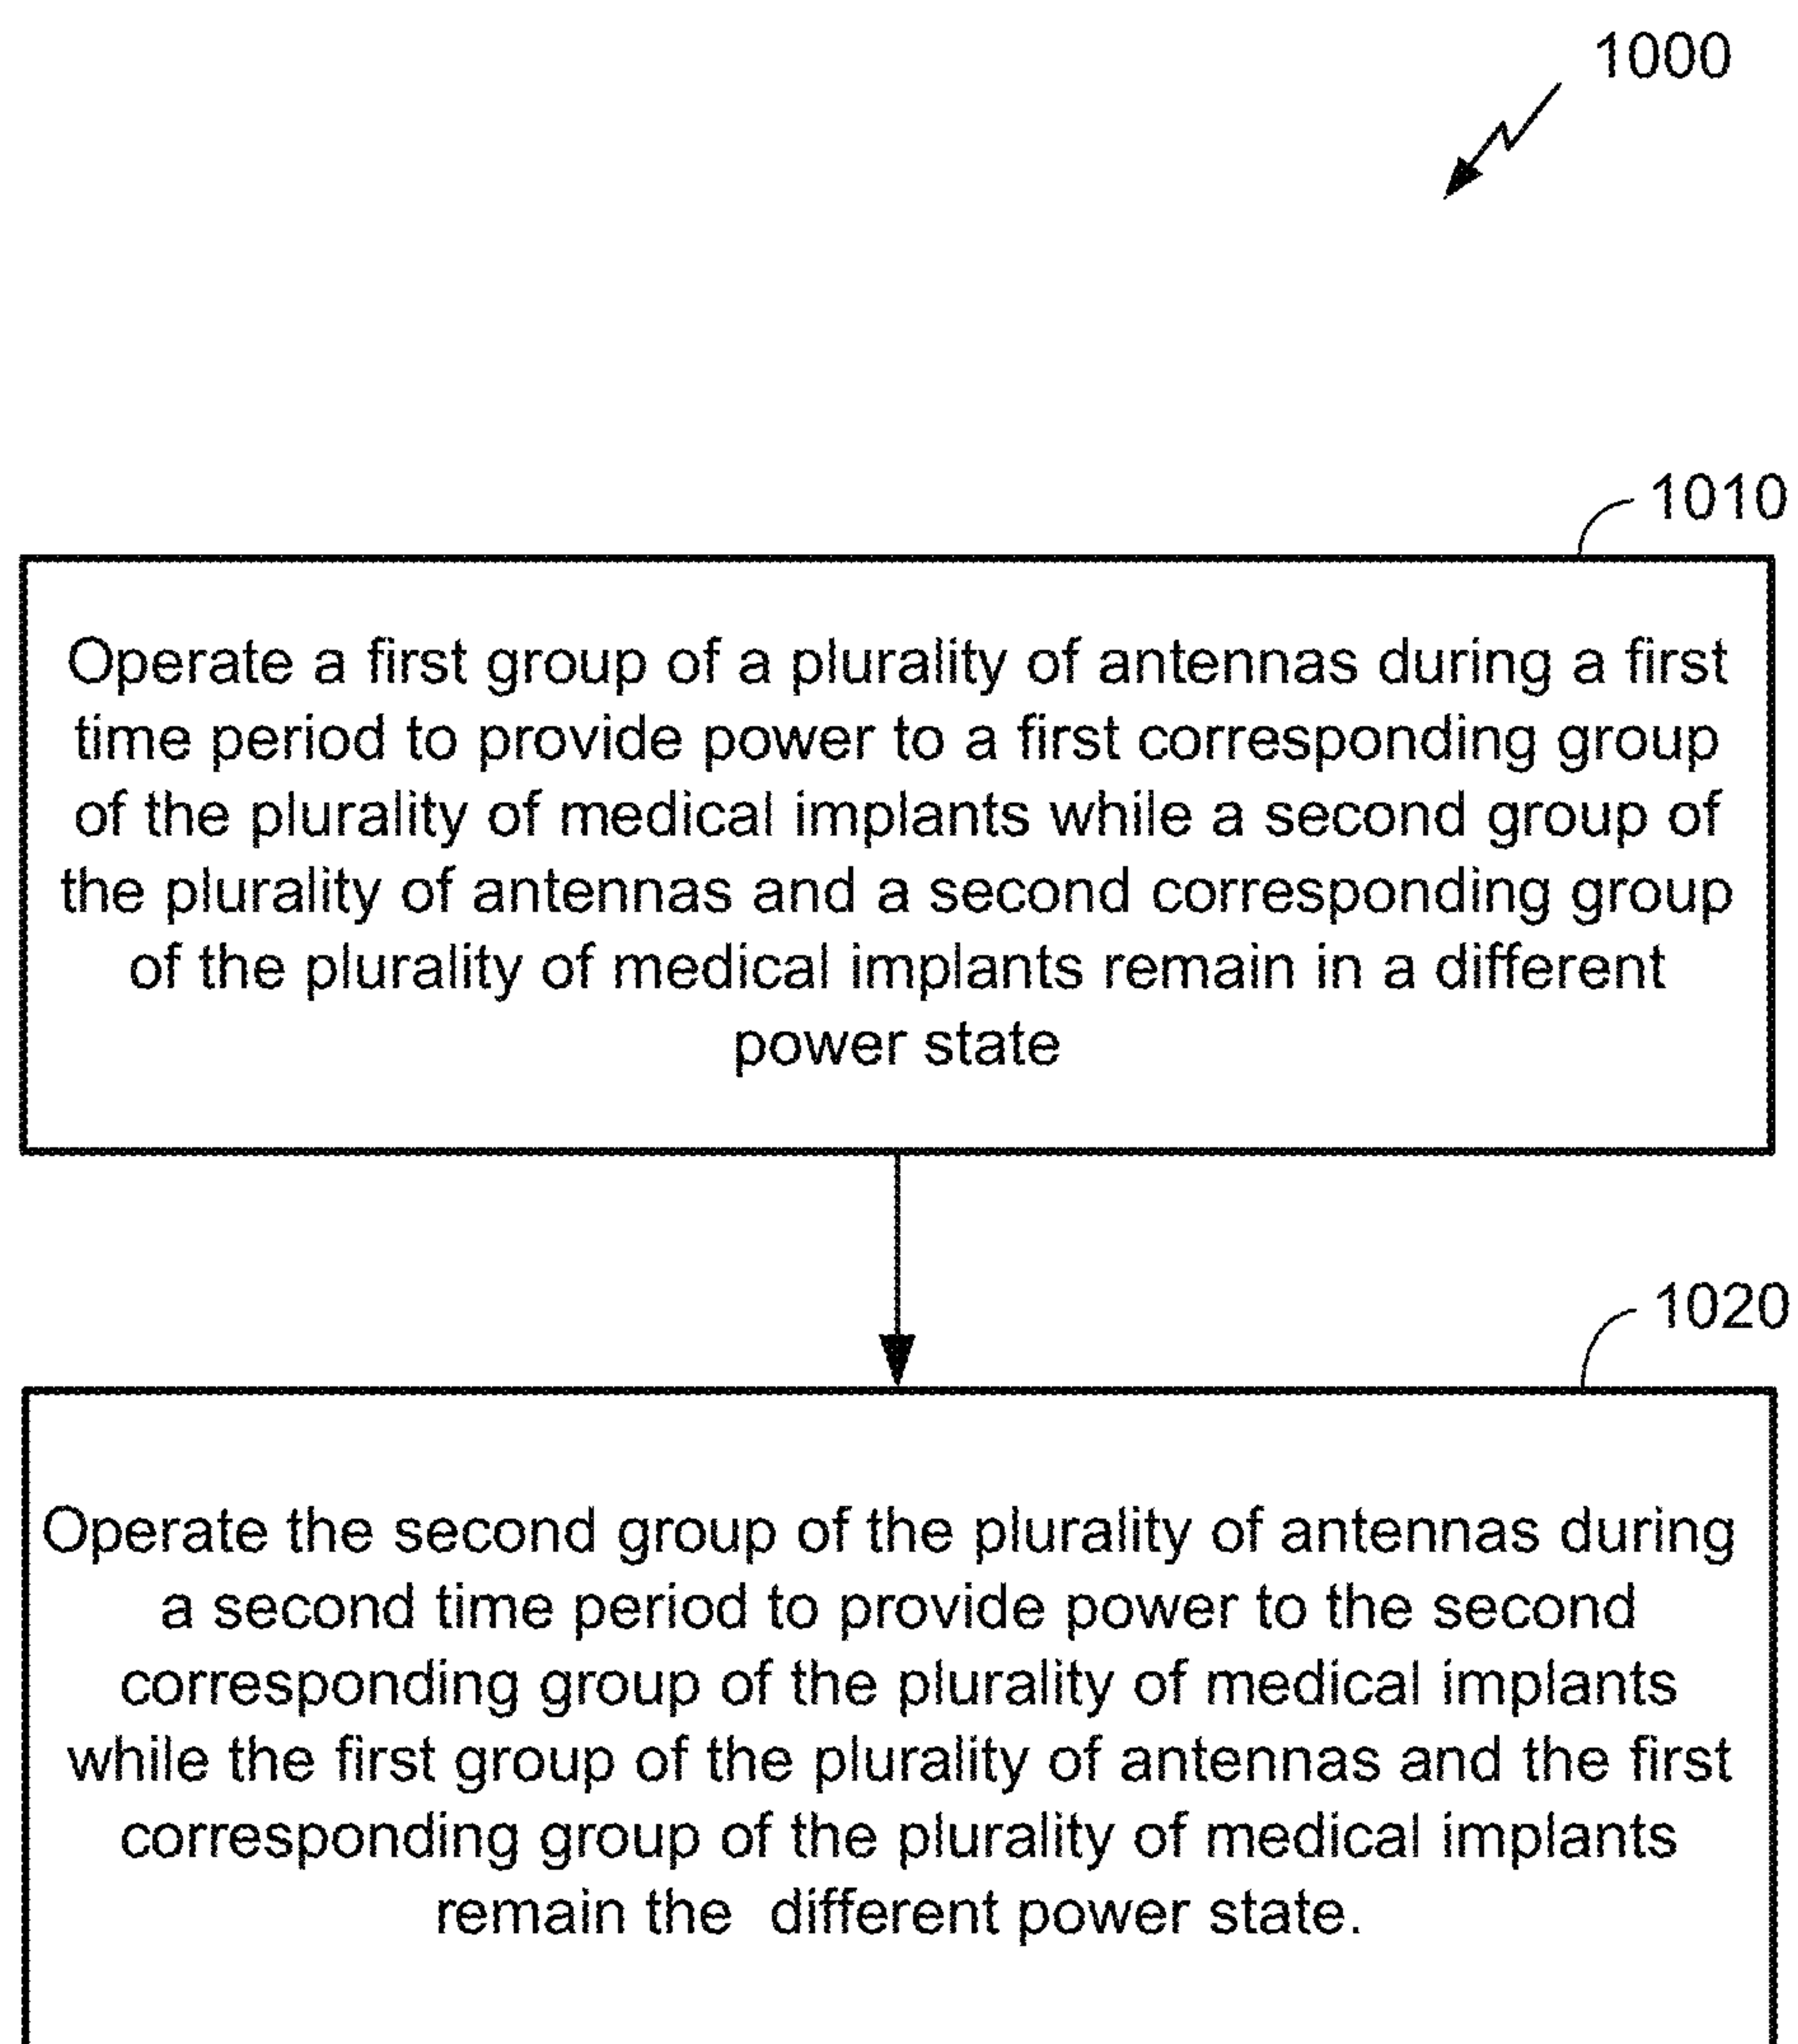 1000
1010
Operate a first group of a plurality of antennas during a first
time period to provide power to a first corresponding group
of the plurality of medical implants while a second group of
the plurality of antennas and a second corresponding group
of the plurality of medical implants remain in a different
power state
1020
Operate the second group of the plurality of antennas during
a second time period to provide power to the second
corresponding group of the plurality of medical implants
while the first group of the plurality of antennas and the first
corresponding group of the plurality of medical implants
remain the  different power state.